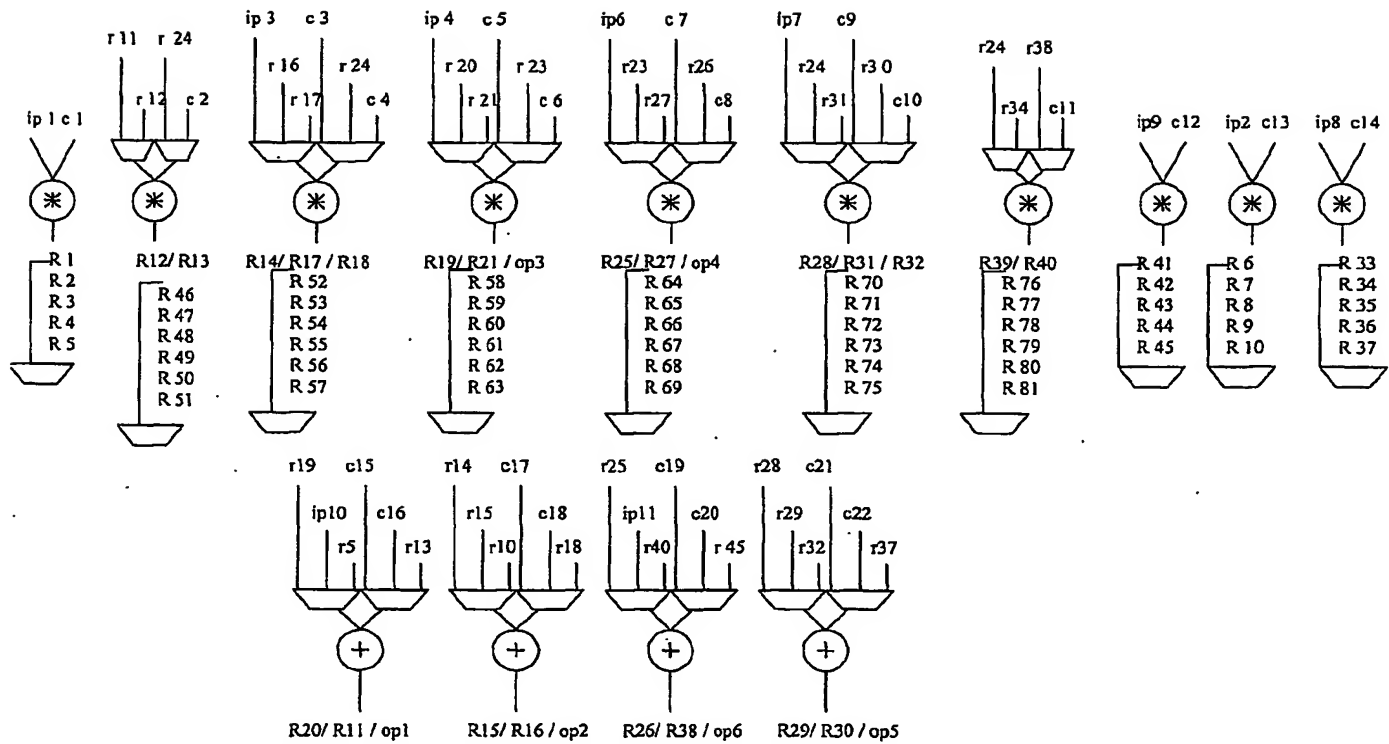 ip 3 c 3 ip 4 c 5 ip6 c 7 ip7 c9
r 11 r 24 r24 r38
r 16 r 24 r 20 r 23 r23 r26 r24 r3 0
r12 c 2 r 17 c 4 r 21 c 6 r27 c8 r31 c10 r34 c11
ip 1 c 1 ip9 c12 ip2 c13 ip8 c14
* * * * * * * * * *
R 1 R12/ R13 R14/ R17 / R18 R19/ R21 / op3 R25/ R27 / op4 R28/ R31 / R32 R39/ R40 R 41 R 6 R 33
R 2 R 52 R 58 R 64 R70 R76 R 42 R 7 R 34
R 3 R 46 R 53 R 59 R 65 R 71 R 77 R 43 R 8 R 35
R 4 R 47 R 54 R 60 R 66 R 72 R 78 R 44 R 9 R 36
R 5 R 48 R 55 R 61 R 67 R 73 R 79 R 45 R 10 R 37
R 49 R 56 R 62 R 68 R 74 R 80
R 50 R 57 R 63 R 69 R 75 R 81
R 51
r19 c15 r14 c17 r25 c19 r28 c21
ip10 c16 r15 c18 ip11 c20 r29 c22
r5 r13 r10 r18 r40 r 45 r32 r37
+ + + +
R20/ R11 / op1 R15/ R16 / op2 R26/ R38 / op6 R29/ R30 / op5